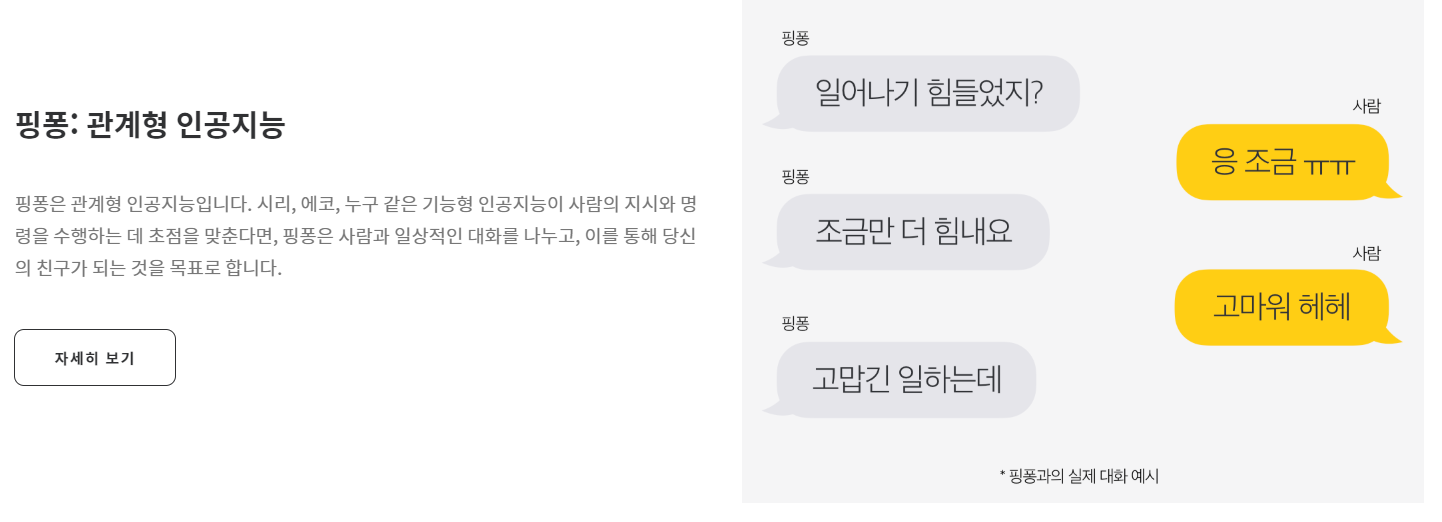 핑퐁: 관계형 인공지능
핑퐁은 관계형 인공지능입니다. 시리, 에코, 누구 같은 기능형 인공지능이 사람의 지시와 명
령을 수행하는 데 초점을 맞춘다면, 핑퐁은 사람과 일상적인 대화를 나누고, 이를 통해 당신
의 친구가 되는 것을 목표로 합니다.
자세히 보기
핑퐁
일어나기 힘들었지?
사람
응 조금 ㅠㅠ
핑퐁
조금만 더 힘내요
사람
고마워 헤헤
핑퐁
고맙긴 일하는데
* 핑퐁과의 실제 대화 예시